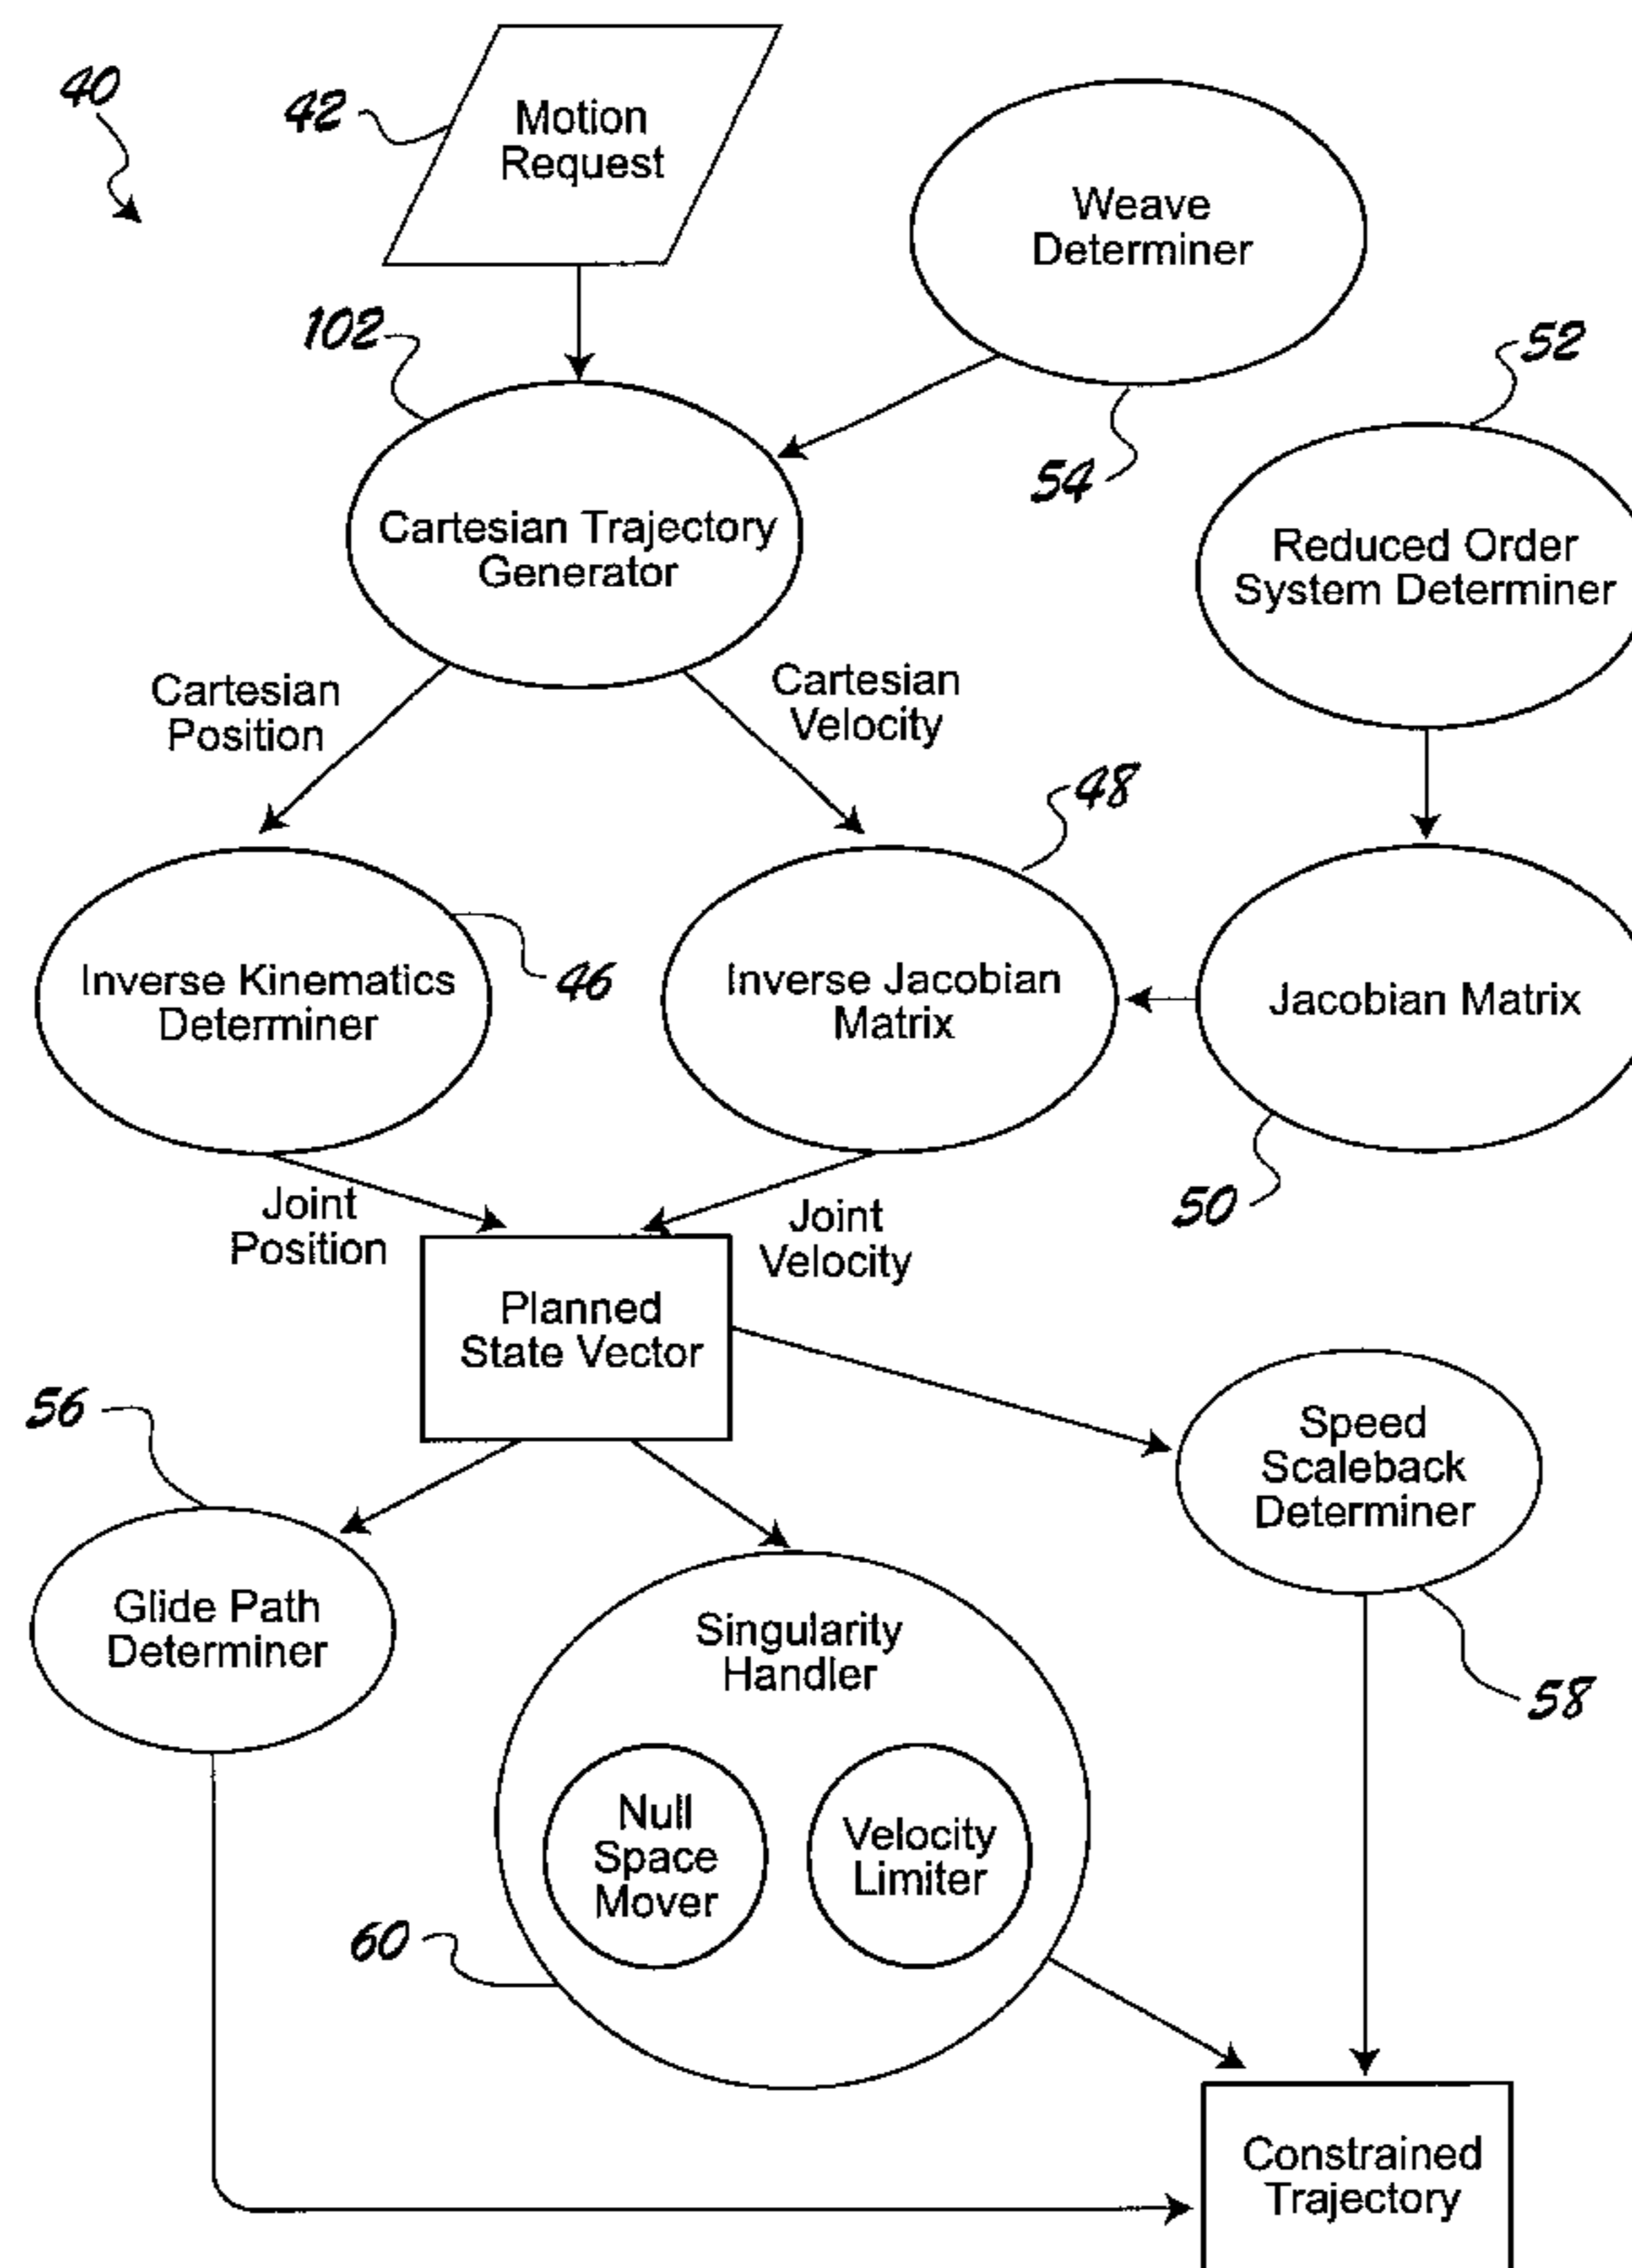 40
42
Motion
Request
Weave
Determiner
102
52
54
Cartesian Trajectory
Generator
Reduced Order
System Determiner
Cartesian
Position
Cartesian
Velocity
48
Inverse Kinematics
Determiner
46
Inverse Jacobian
Matrix
Jacobian Matrix
50
Joint
Position
Joint
Velocity
Planned
State Vector
56
Speed
Scaleback
Determiner
58
Glide Path
Determiner
Singularity
Handler
Null
Space
Mover
Velocity
Limiter
60
Constrained
Trajectory